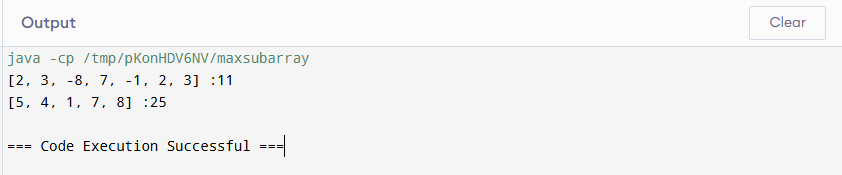 Output
Clear
java -cp /tmp/pKonHDV6NV/maxsubarray
[2, 3, -8, 7, -1, 2, 3] :11
[5, 4, 1, 7, 8] :25
=== Code Execution Successful ===